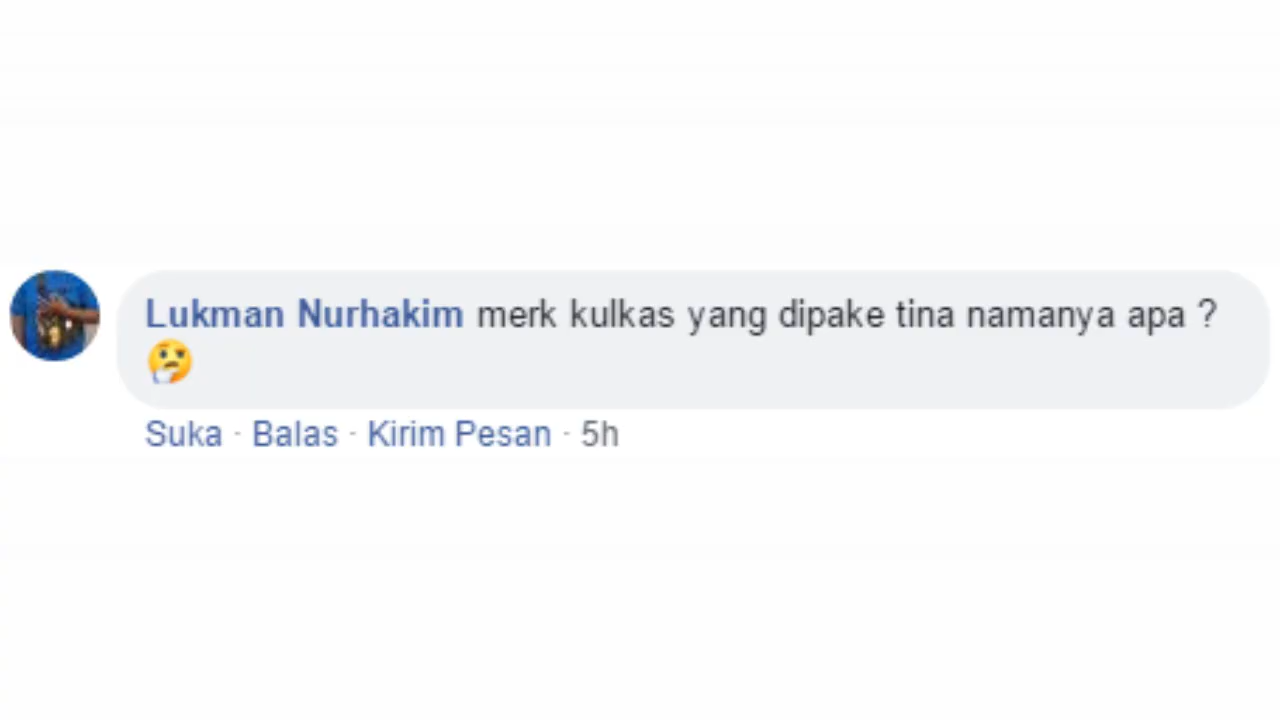 Lukman Nurhakim merk kulkas yang dipake tina namanya apa ?
🤔
Suka · Balas · Kirim Pesan · 5h